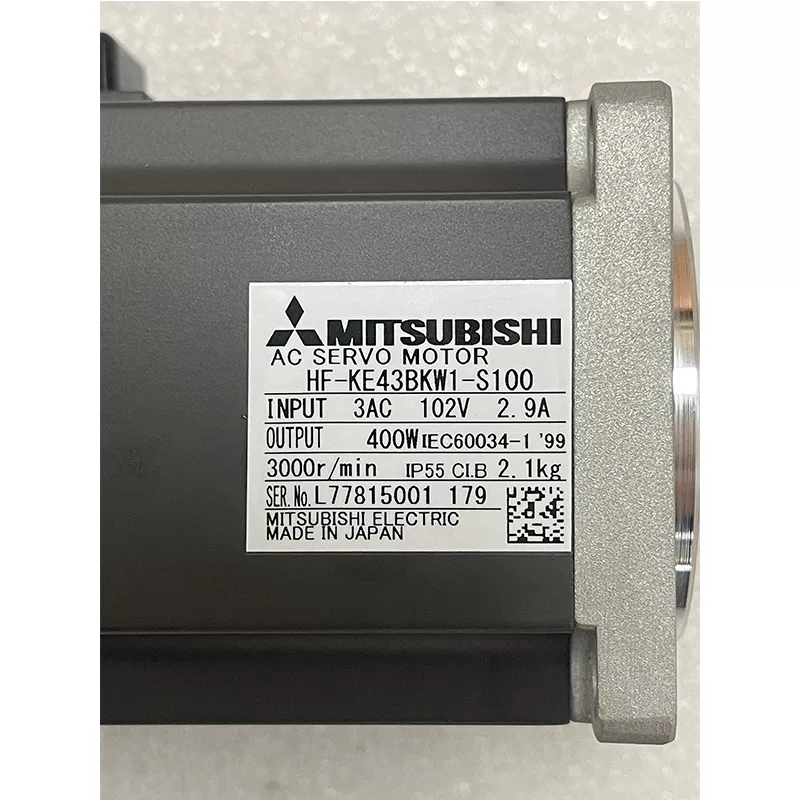 MITSUBISHI
AC SERVO MOTOR
HF-KE43BKW1-S100
INPUT 3AC 102V 2.9A
OUTPUT 400W IEC60034-1 '99
3000r/min IP55 CI.B 2.1kg
SER.No. L77815001 179
MITSUBISHI ELECTRIC
MADE IN JAPAN